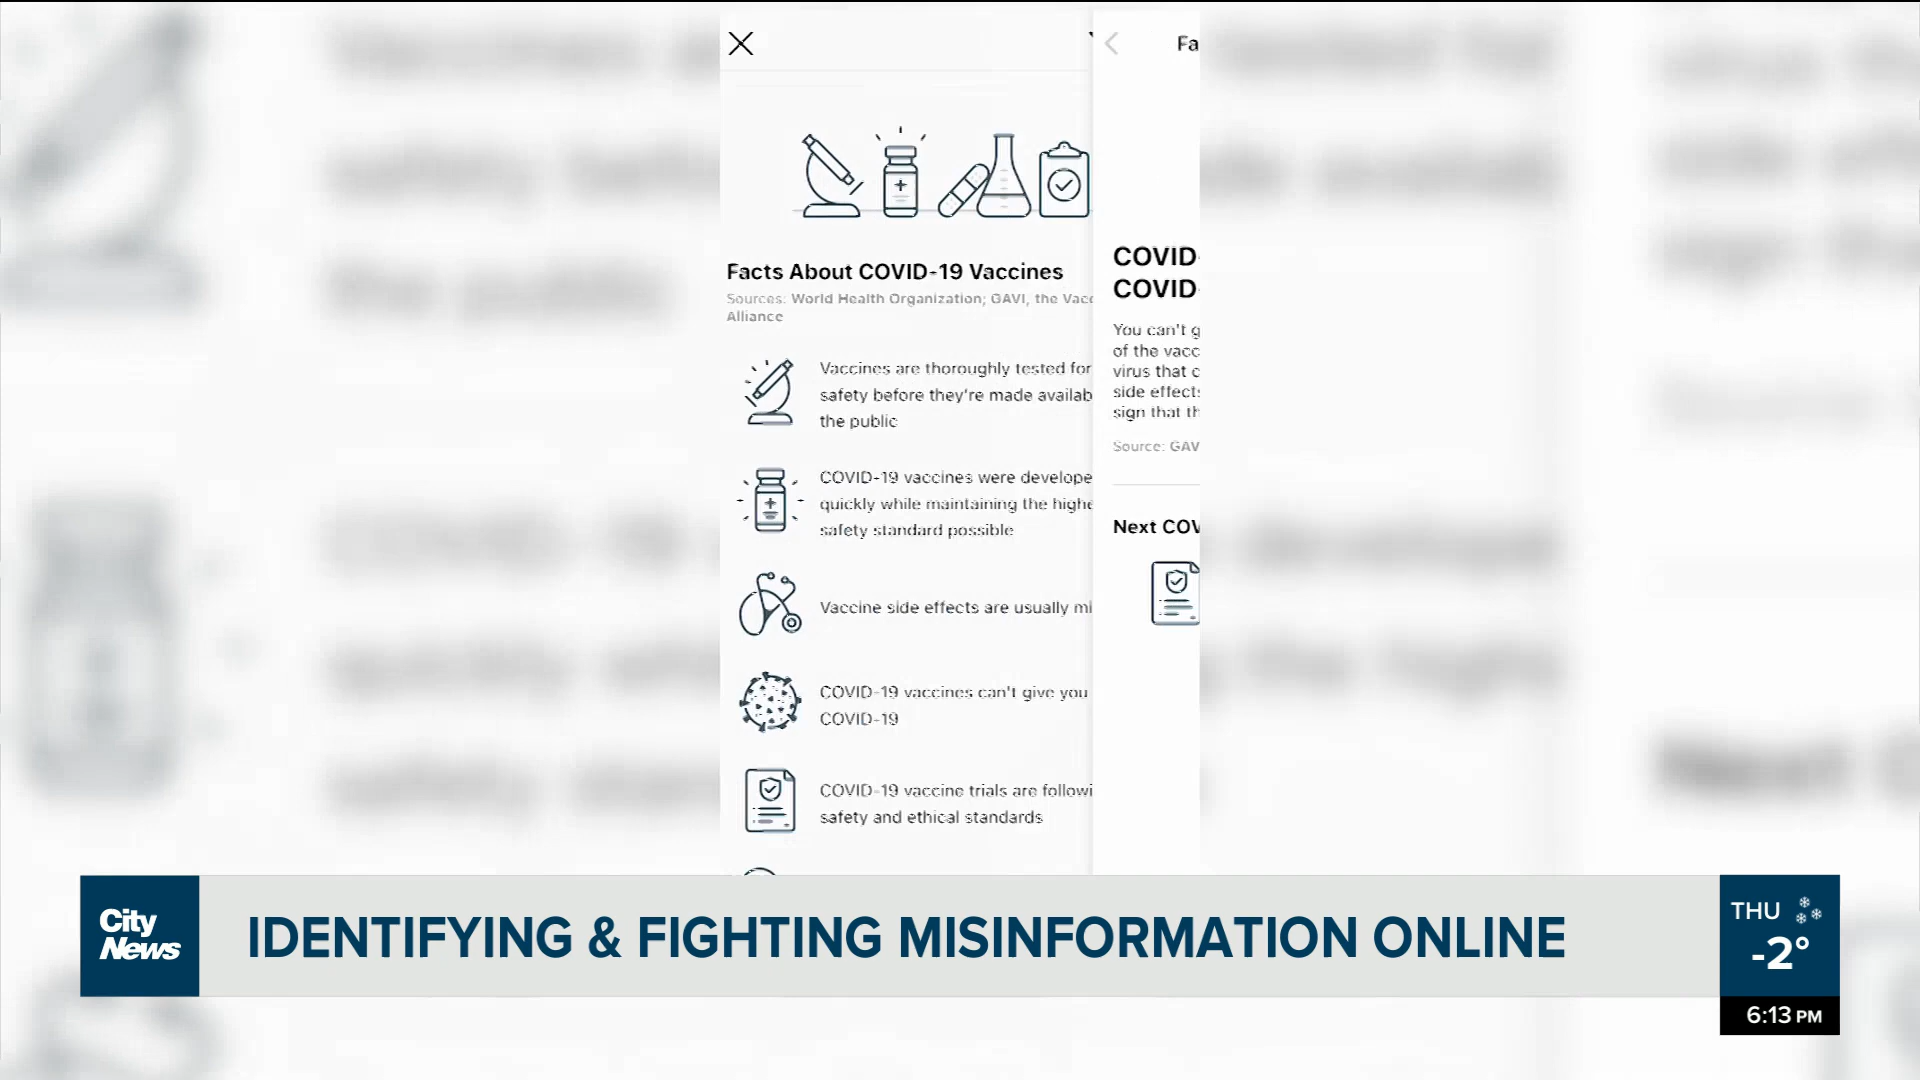 Fa
Facts About COVID-19 Vaccines
Sources: World Health Organization; GAVI, the Vacc
Alliance
Vaccines are thoroughly tested for
safety before they're made availab
the public
COVID-19 vaccines were develope
quickly while maintaining the highe
safety standard possible
Vaccine side effects are usually mi
COVID-19 vaccines can't give you
COVID-19
COVID-19 vaccine trials are followi
safety and ethical standards
COVID-
COVID-
You can't g
of the vacc
virus that c
side effects
sign that th
Source: GAV
Next COV
City
News
IDENTIFYING & FIGHTING MISINFORMATION ONLINE
THU
-2°
6:13 PM